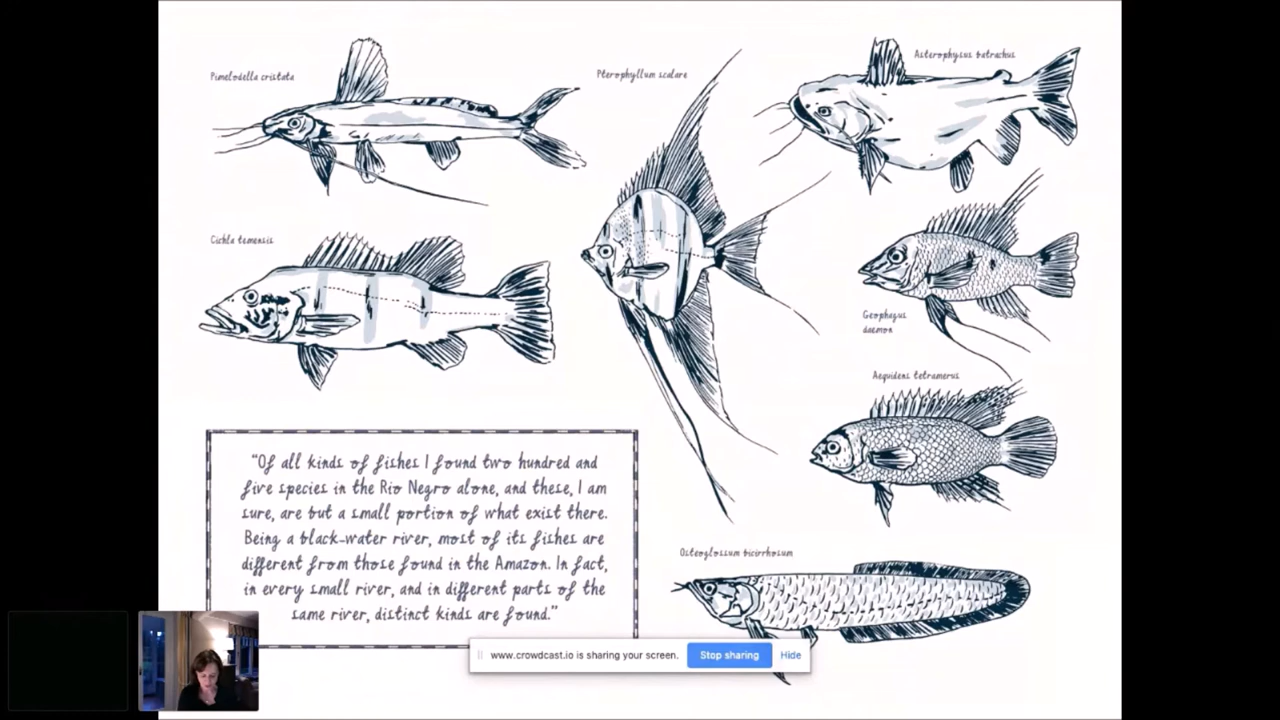 Pimelodella cristata
Pterophyllum scalare
Asterophysus batrachus
Cichla temensis
Geophagus
daemon
Aequidens tetramerus
"Of all kinds of fishes I found two hundred and
five species in the Rio Negro alone, and these, I am
sure, are but a small portion of what exist there.
Being a black-water river, most of its fishes are
different from those found in the Amazon. In fact,
in every small river, and in different parts of the
same river, distinct kinds are found."
Osteoglossum bicirrhosum
www.crowdcast.io is sharing your screen.
Stop sharing
Hide